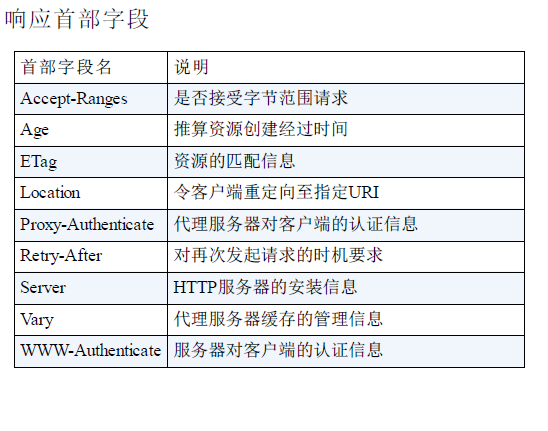 响应首部字段
首部字段名 说明
Accept-Ranges 是否接受字节范围请求
Age 推算资源创建经过时间
ETag 资源的匹配信息
Location 令客户端重定向至指定URI
Proxy-Authenticate 代理服务器对客户端的认证信息
Retry-After 对再次发起请求的时机要求
Server HTTP服务器的安装信息
Vary 代理服务器缓存的管理信息
WWW-Authenticate 服务器对客户端的认证信息